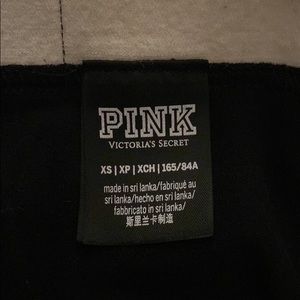 PINK
VICTORIA'S SECRET
XS | XP | XCH | 165/84A
made in sri lanka/fabriqué au
sri lanka/hecho en sri lanka/
fabbricato in sri lanka/
斯里兰卡制造